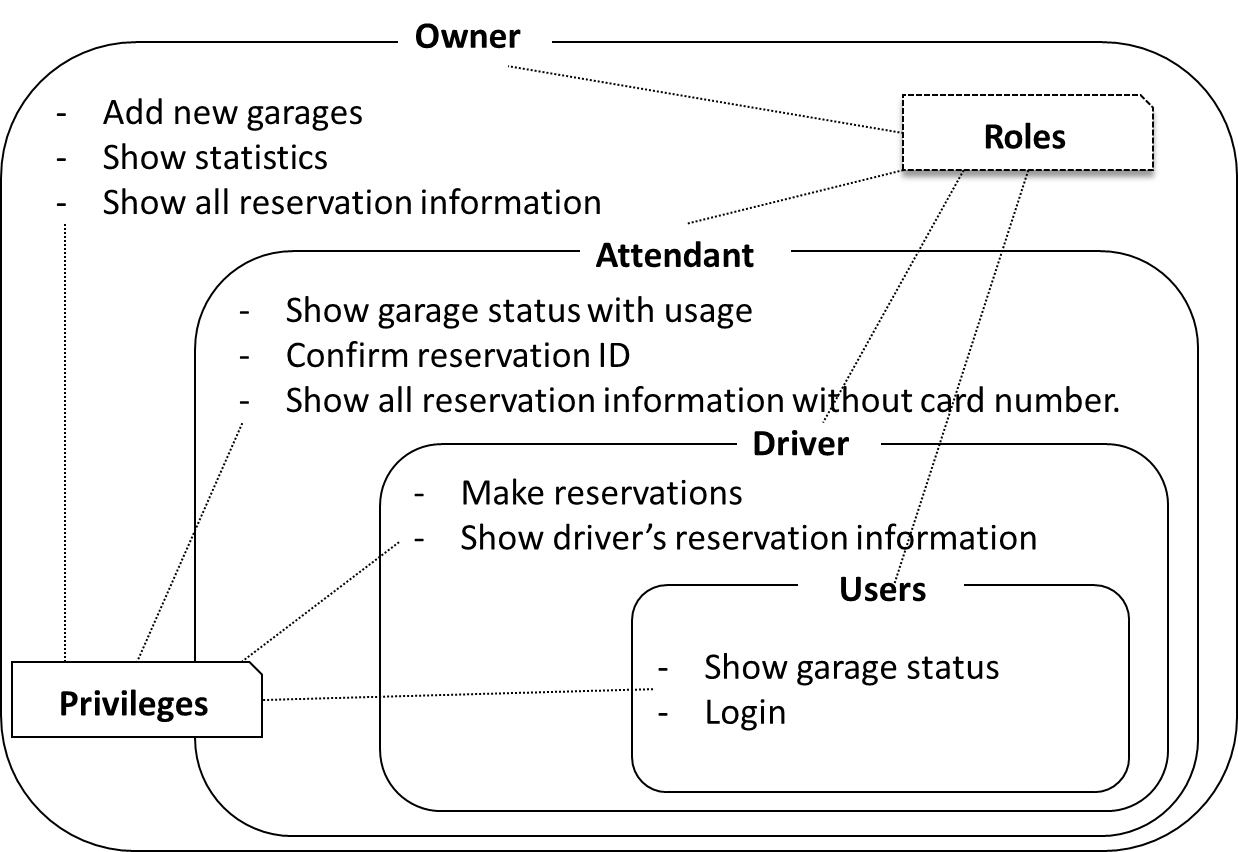 Owner
- Add new garages
- Show statistics
- Show all reservation information
Roles
Attendant
- Show garage status with usage
- Confirm reservation ID
- Show all reservation information without card number.
Driver
- Make reservations
- Show driver’s reservation information
Users
- Show garage status
- Login
Privileges